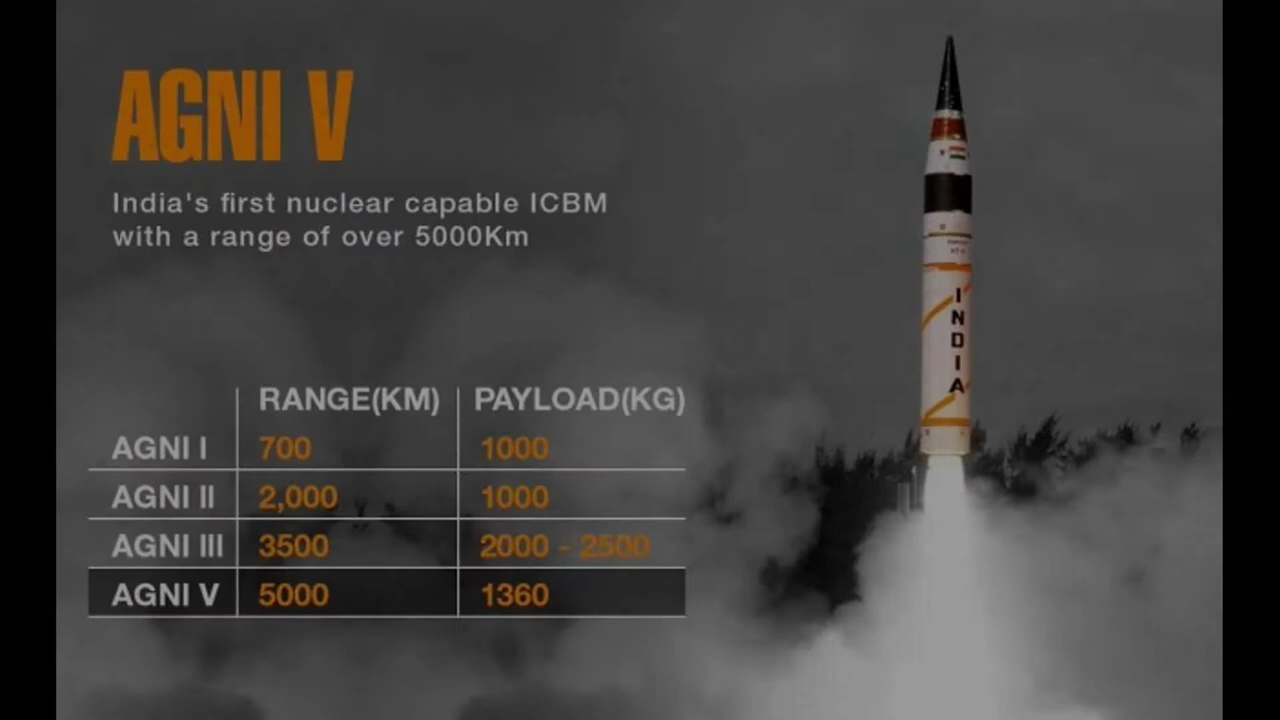 AGNI V
India's first nuclear capable ICBM
with a range of over 5000Km
RANGE(KM) PAYLOAD(KG)
AGNI I 700 1000
AGNI II 2,000 1000
AGNI III 3500 2000 - 2500
AGNI V 5000 1360
INDIA